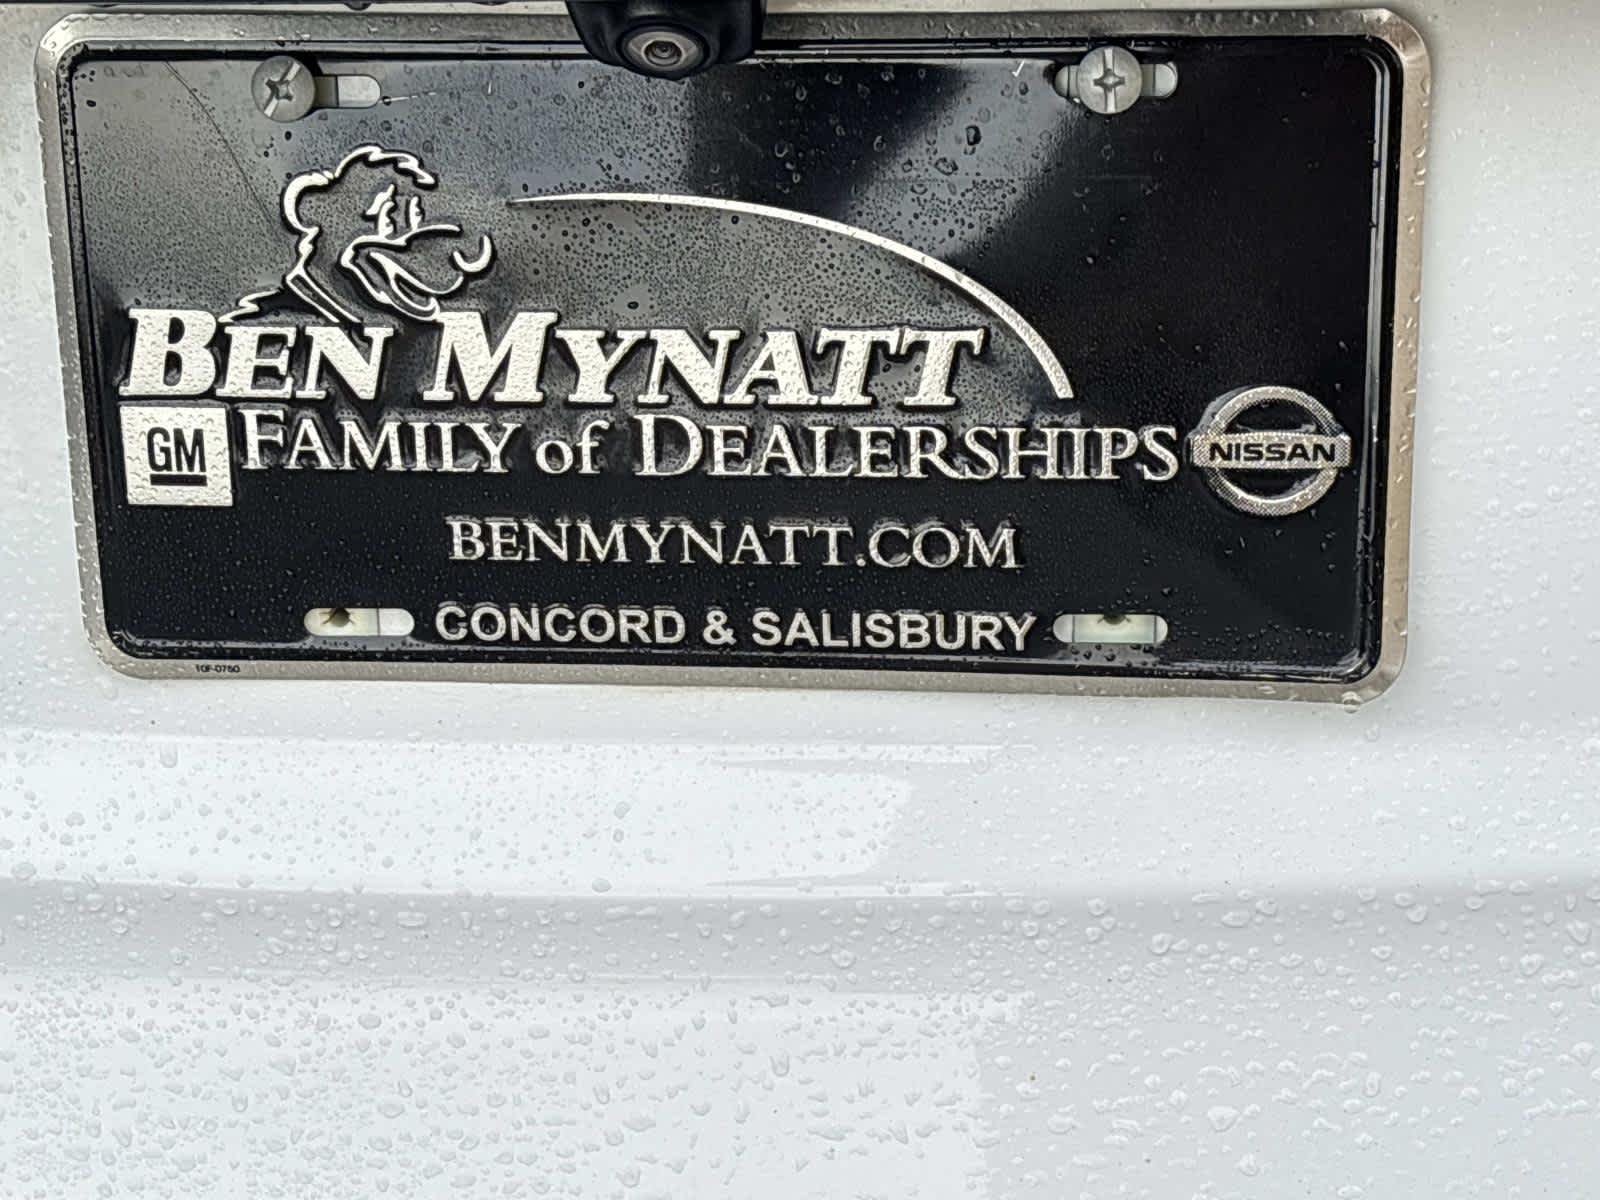 BEN MYNATT
GM FAMILY of DEALERSHIPS NISSAN
BENMYNATT.COM
CONCORD & SALISBURY